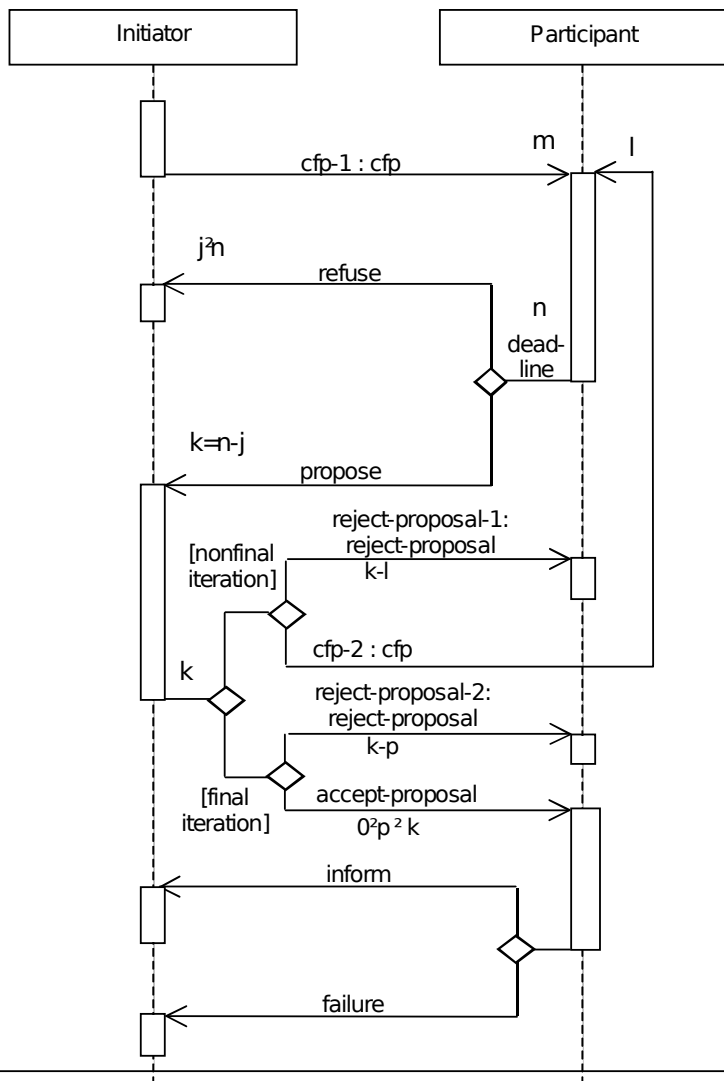 Initiator
Participant
m
l
cfp-1 : cfp
j²n
refuse
n
dead-
line
k=n-j
propose
reject-proposal-1:
reject-proposal
[nonfinal
iteration]
k-l
cfp-2 : cfp
k
reject-proposal-2:
reject-proposal
k-p
[final
iteration]
accept-proposal
0²p ² k
inform
failure